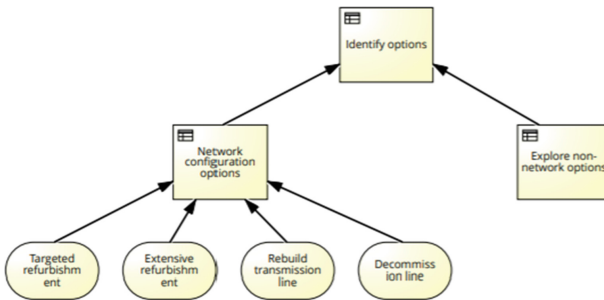 Identify options
Network
configuration
options
Explore non-
network options
Targeted
refurbishm
ent
Extensive
refurbishm
ent
Rebuild
transmission
line
Decommiss
ion line